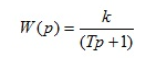 W(p) = k / (Tp + 1)